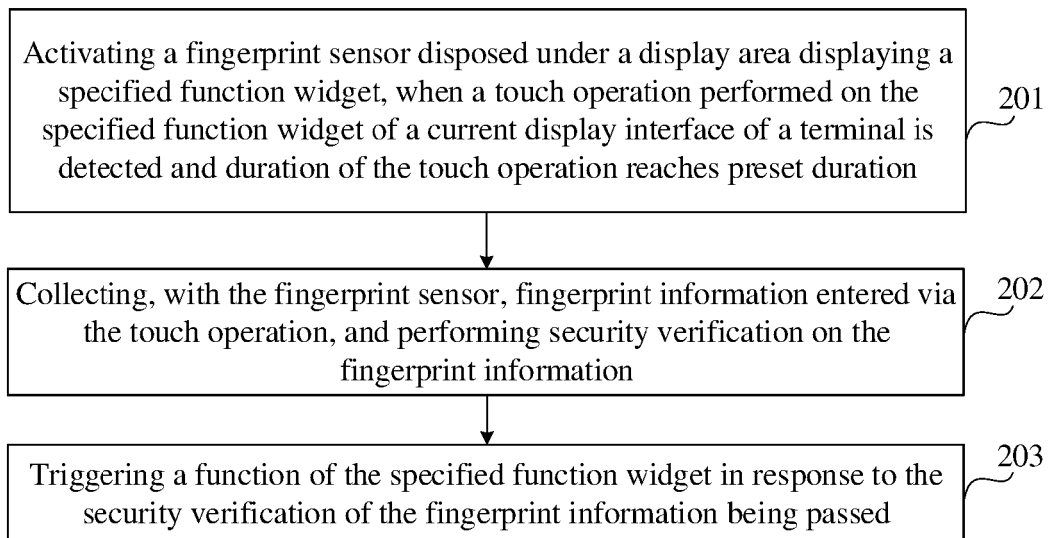 Activating a fingerprint sensor disposed under a display area displaying a
specified function widget, when a touch operation performed on the
specified function widget of a current display interface of a terminal is
detected and duration of the touch operation reaches preset duration
201
Collecting, with the fingerprint sensor, fingerprint information entered via
the touch operation, and performing security verification on the
fingerprint information
202
Triggering a function of the specified function widget in response to the
security verification of the fingerprint information being passed
203